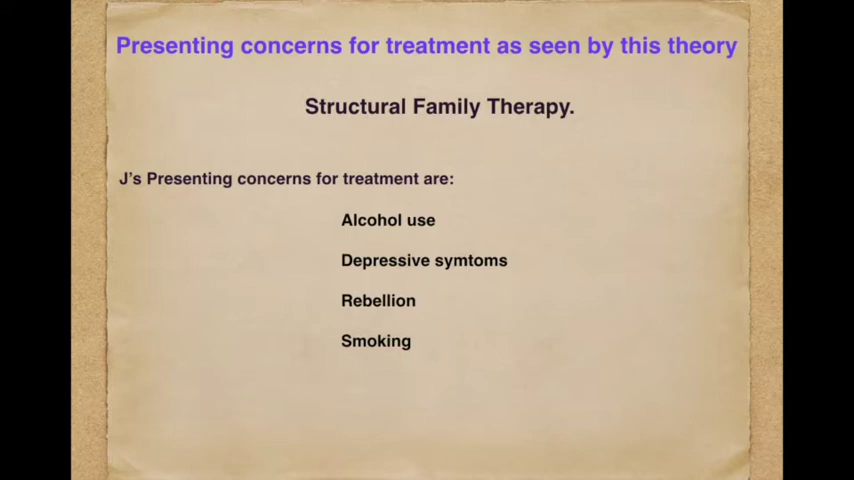 Presenting concerns for treatment as seen by this theory
Structural Family Therapy.
J's Presenting concerns for treatment are:
Alcohol use
Depressive symtoms
Rebellion
Smoking